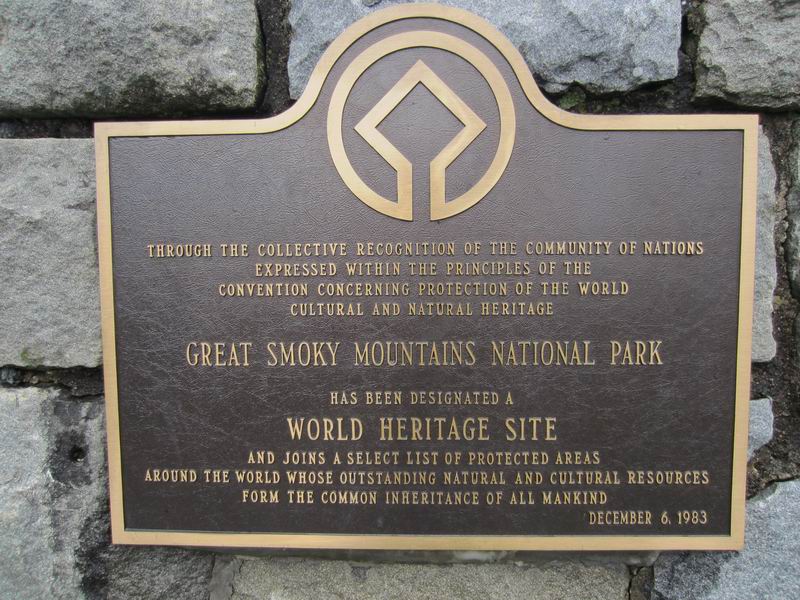 THROUGH THE COLLECTIVE RECOGNITION OF THE COMMUNITY OF NATIONS
EXPRESSED WITHIN THE PRINCIPLES OF THE
CONVENTION CONCERNING PROTECTION OF THE WORLD
CULTURAL AND NATURAL HERITAGE
GREAT SMOKY MOUNTAINS NATIONAL PARK
HAS BEEN DESIGNATED A
WORLD HERITAGE SITE
AND JOINS A SELECT LIST OF PROTECTED AREAS
AROUND THE WORLD WHOSE OUTSTANDING NATURAL AND CULTURAL RESOURCES
FORM THE COMMON INHERITANCE OF ALL MANKIND
DECEMBER 6, 1983